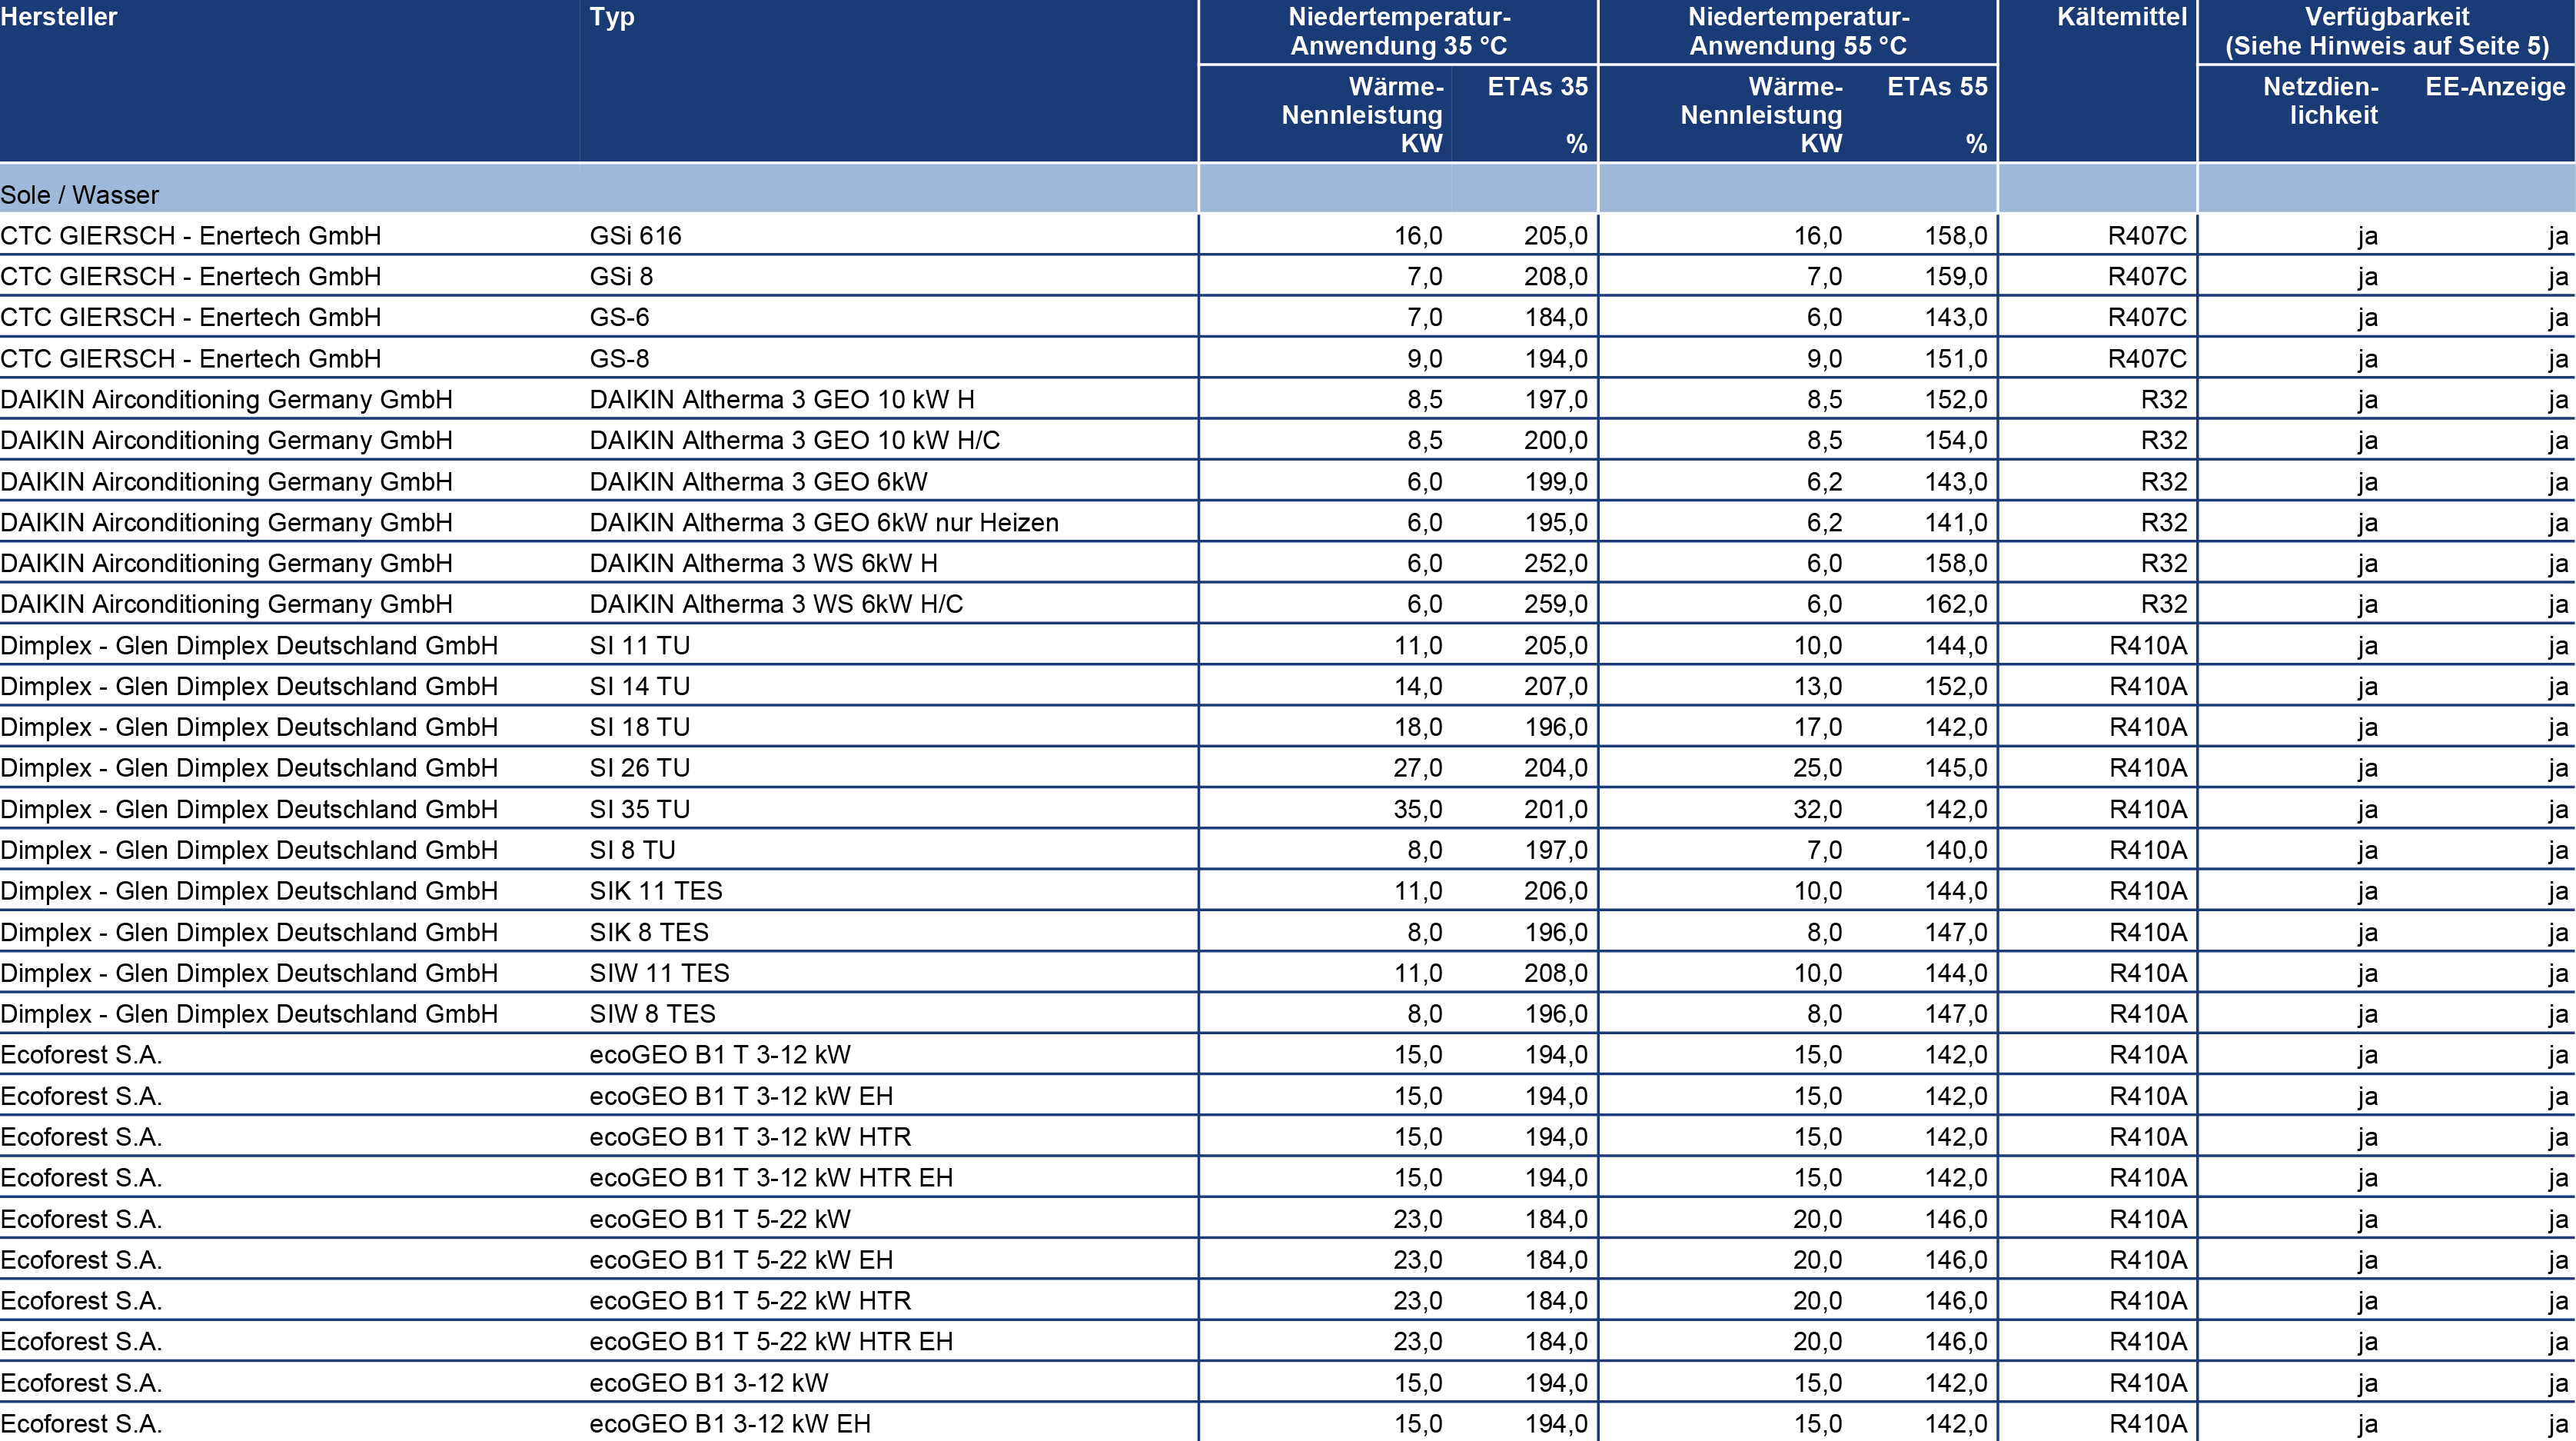 Hersteller Typ Niedertemperatur- Niedertemperatur- Kältemittel Verfügbarkeit
Anwendung 35 °C Anwendung 55 °C (Siehe Hinweis auf Seite 5)
Wärme- ETAs 35 Wärme- ETAs 55 Netzdien- EE-Anzeige
Nennleistung Nennleistung lichkeit
KW % KW %
Sole / Wasser
CTC GIERSCH - Enertech GmbH GSi 616 16,0 205,0 16,0 158,0 R407C ja ja
CTC GIERSCH - Enertech GmbH GSi 8 7,0 208,0 7,0 159,0 R407C ja ja
CTC GIERSCH - Enertech GmbH GS-6 7,0 184,0 6,0 143,0 R407C ja ja
CTC GIERSCH - Enertech GmbH GS-8 9,0 194,0 9,0 151,0 R407C ja ja
DAIKIN Airconditioning Germany GmbH DAIKIN Altherma 3 GEO 10 kW H 8,5 197,0 8,5 152,0 R32 ja ja
DAIKIN Airconditioning Germany GmbH DAIKIN Altherma 3 GEO 10 kW H/C 8,5 200,0 8,5 154,0 R32 ja ja
DAIKIN Airconditioning Germany GmbH DAIKIN Altherma 3 GEO 6kW 6,0 199,0 6,2 143,0 R32 ja ja
DAIKIN Airconditioning Germany GmbH DAIKIN Altherma 3 GEO 6kW nur Heizen 6,0 195,0 6,2 141,0 R32 ja ja
DAIKIN Airconditioning Germany GmbH DAIKIN Altherma 3 WS 6kW H 6,0 252,0 6,0 158,0 R32 ja ja
DAIKIN Airconditioning Germany GmbH DAIKIN Altherma 3 WS 6kW H/C 6,0 259,0 6,0 162,0 R32 ja ja
Dimplex - Glen Dimplex Deutschland GmbH SI 11 TU 11,0 205,0 10,0 144,0 R410A ja ja
Dimplex - Glen Dimplex Deutschland GmbH SI 14 TU 14,0 207,0 13,0 152,0 R410A ja ja
Dimplex - Glen Dimplex Deutschland GmbH SI 18 TU 18,0 196,0 17,0 142,0 R410A ja ja
Dimplex - Glen Dimplex Deutschland GmbH SI 26 TU 27,0 204,0 25,0 145,0 R410A ja ja
Dimplex - Glen Dimplex Deutschland GmbH SI 35 TU 35,0 201,0 32,0 142,0 R410A ja ja
Dimplex - Glen Dimplex Deutschland GmbH SI 8 TU 8,0 197,0 7,0 140,0 R410A ja ja
Dimplex - Glen Dimplex Deutschland GmbH SIK 11 TES 11,0 206,0 10,0 144,0 R410A ja ja
Dimplex - Glen Dimplex Deutschland GmbH SIK 8 TES 8,0 196,0 8,0 147,0 R410A ja ja
Dimplex - Glen Dimplex Deutschland GmbH SIW 11 TES 11,0 208,0 10,0 144,0 R410A ja ja
Dimplex - Glen Dimplex Deutschland GmbH SIW 8 TES 8,0 196,0 8,0 147,0 R410A ja ja
Ecoforest S.A. ecoGEO B1 T 3-12 kW 15,0 194,0 15,0 142,0 R410A ja ja
Ecoforest S.A. ecoGEO B1 T 3-12 kW EH 15,0 194,0 15,0 142,0 R410A ja ja
Ecoforest S.A. ecoGEO B1 T 3-12 kW HTR 15,0 194,0 15,0 142,0 R410A ja ja
Ecoforest S.A. ecoGEO B1 T 3-12 kW HTR EH 15,0 194,0 15,0 142,0 R410A ja ja
Ecoforest S.A. ecoGEO B1 T 5-22 kW 23,0 184,0 20,0 146,0 R410A ja ja
Ecoforest S.A. ecoGEO B1 T 5-22 kW EH 23,0 184,0 20,0 146,0 R410A ja ja
Ecoforest S.A. ecoGEO B1 T 5-22 kW HTR 23,0 184,0 20,0 146,0 R410A ja ja
Ecoforest S.A. ecoGEO B1 T 5-22 kW HTR EH 23,0 184,0 20,0 146,0 R410A ja ja
Ecoforest S.A. ecoGEO B1 3-12 kW 15,0 194,0 15,0 142,0 R410A ja ja
Ecoforest S.A. ecoGEO B1 3-12 kW EH 15,0 194,0 15,0 142,0 R410A ja ja